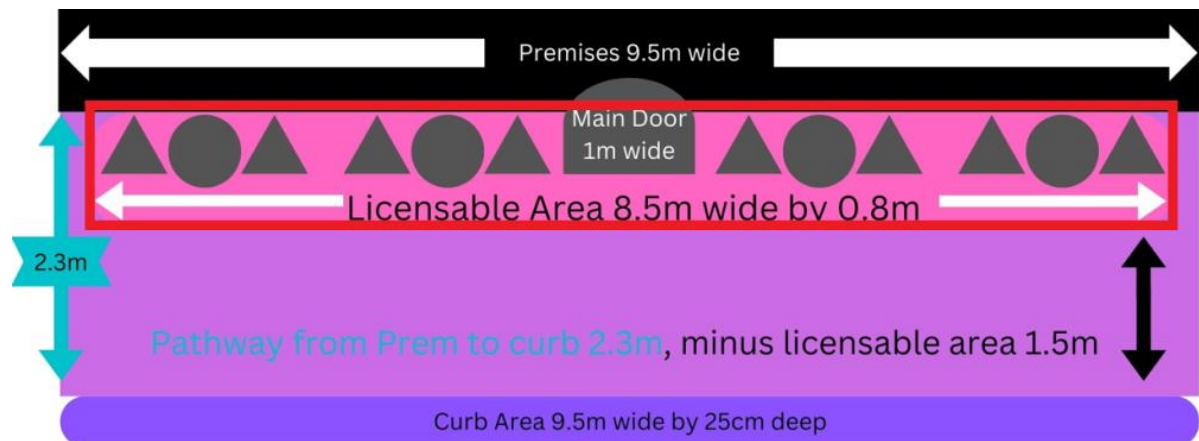 Premises 9.5m wide
Main Door
1m wide
Licensable Area 8.5m wide by 0.8m
2.3m
Pathway from Prem to curb 2.3m, minus licensable area 1.5m
Curb Area 9.5m wide by 25cm deep